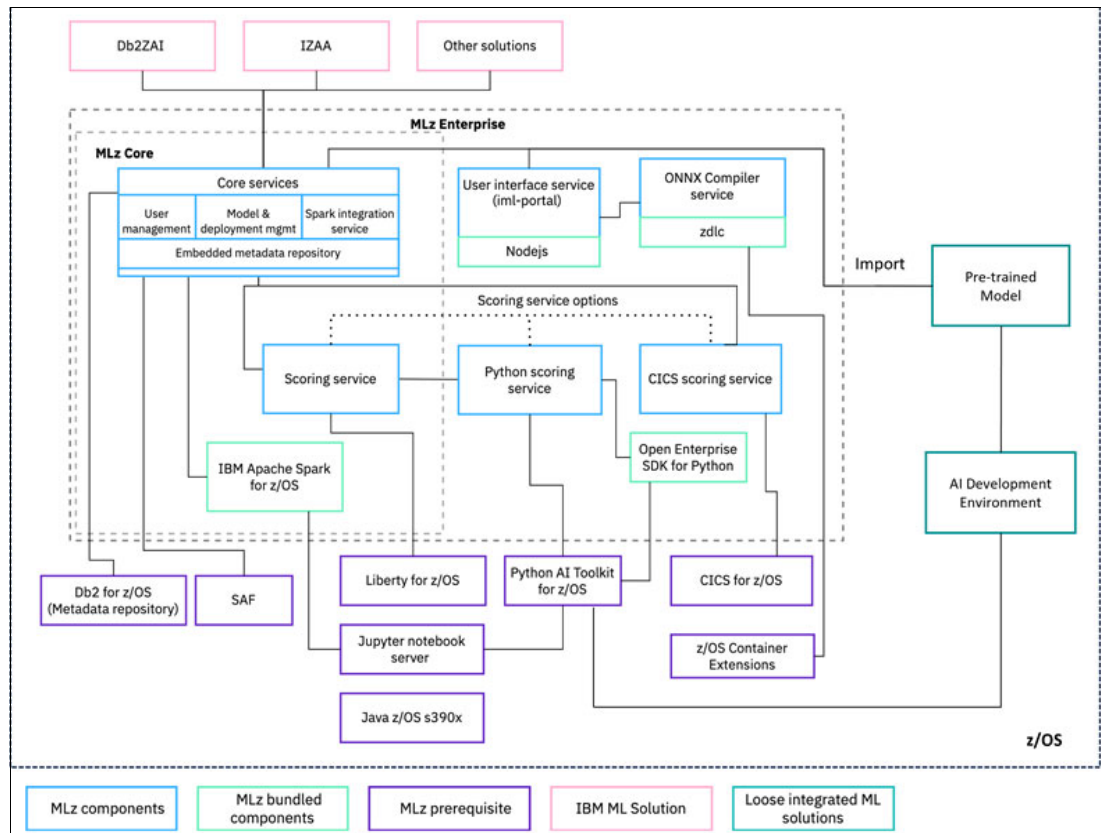 Db2ZAI
IZAA
Other solutions
MLz Enterprise
MLz Core
Core services
User
management
Model &
deployment mgmt
Spark integration
service
Embedded metadata repository
User interface service
(iml-portal)
Nodejs
ONNX Compiler
service
zdlc
Import
Pre-trained
Model
Scoring service options
Scoring service
Python scoring
service
CICS scoring service
IBM Apache Spark
for z/OS
Open Enterprise
SDK for Python
AI Development
Environment
Db2 for z/OS
(Metadata repository)
SAF
Liberty for z/OS
Python AI Toolkit
for z/OS
CICS for z/OS
Jupyter notebook
server
z/OS Container
Extensions
Java z/OS s390x
z/OS
MLz components
MLz bundled
components
MLz prerequisite
IBM ML Solution
Loose integrated ML
solutions